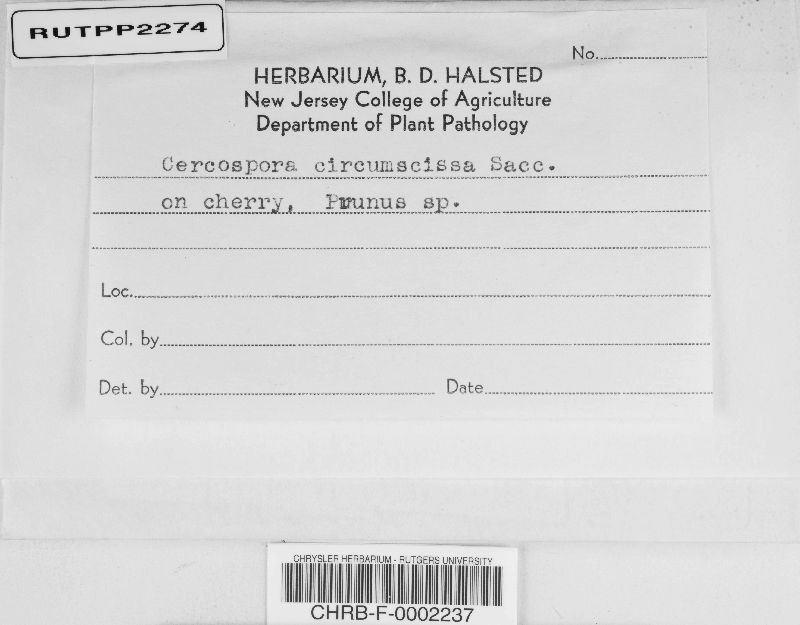 RUTPP2274
No.
HERBARIUM, B. D. HALSTED
New Jersey College of Agriculture
Department of Plant Pathology
Cercospora circumscissa Sacc.
on cherry, Prunus sp.
Loc.
Col. by
Det. by Date
CHRYSLER HERBARIUM - RUTGERS UNIVERSITY
CHRB-F-0002237